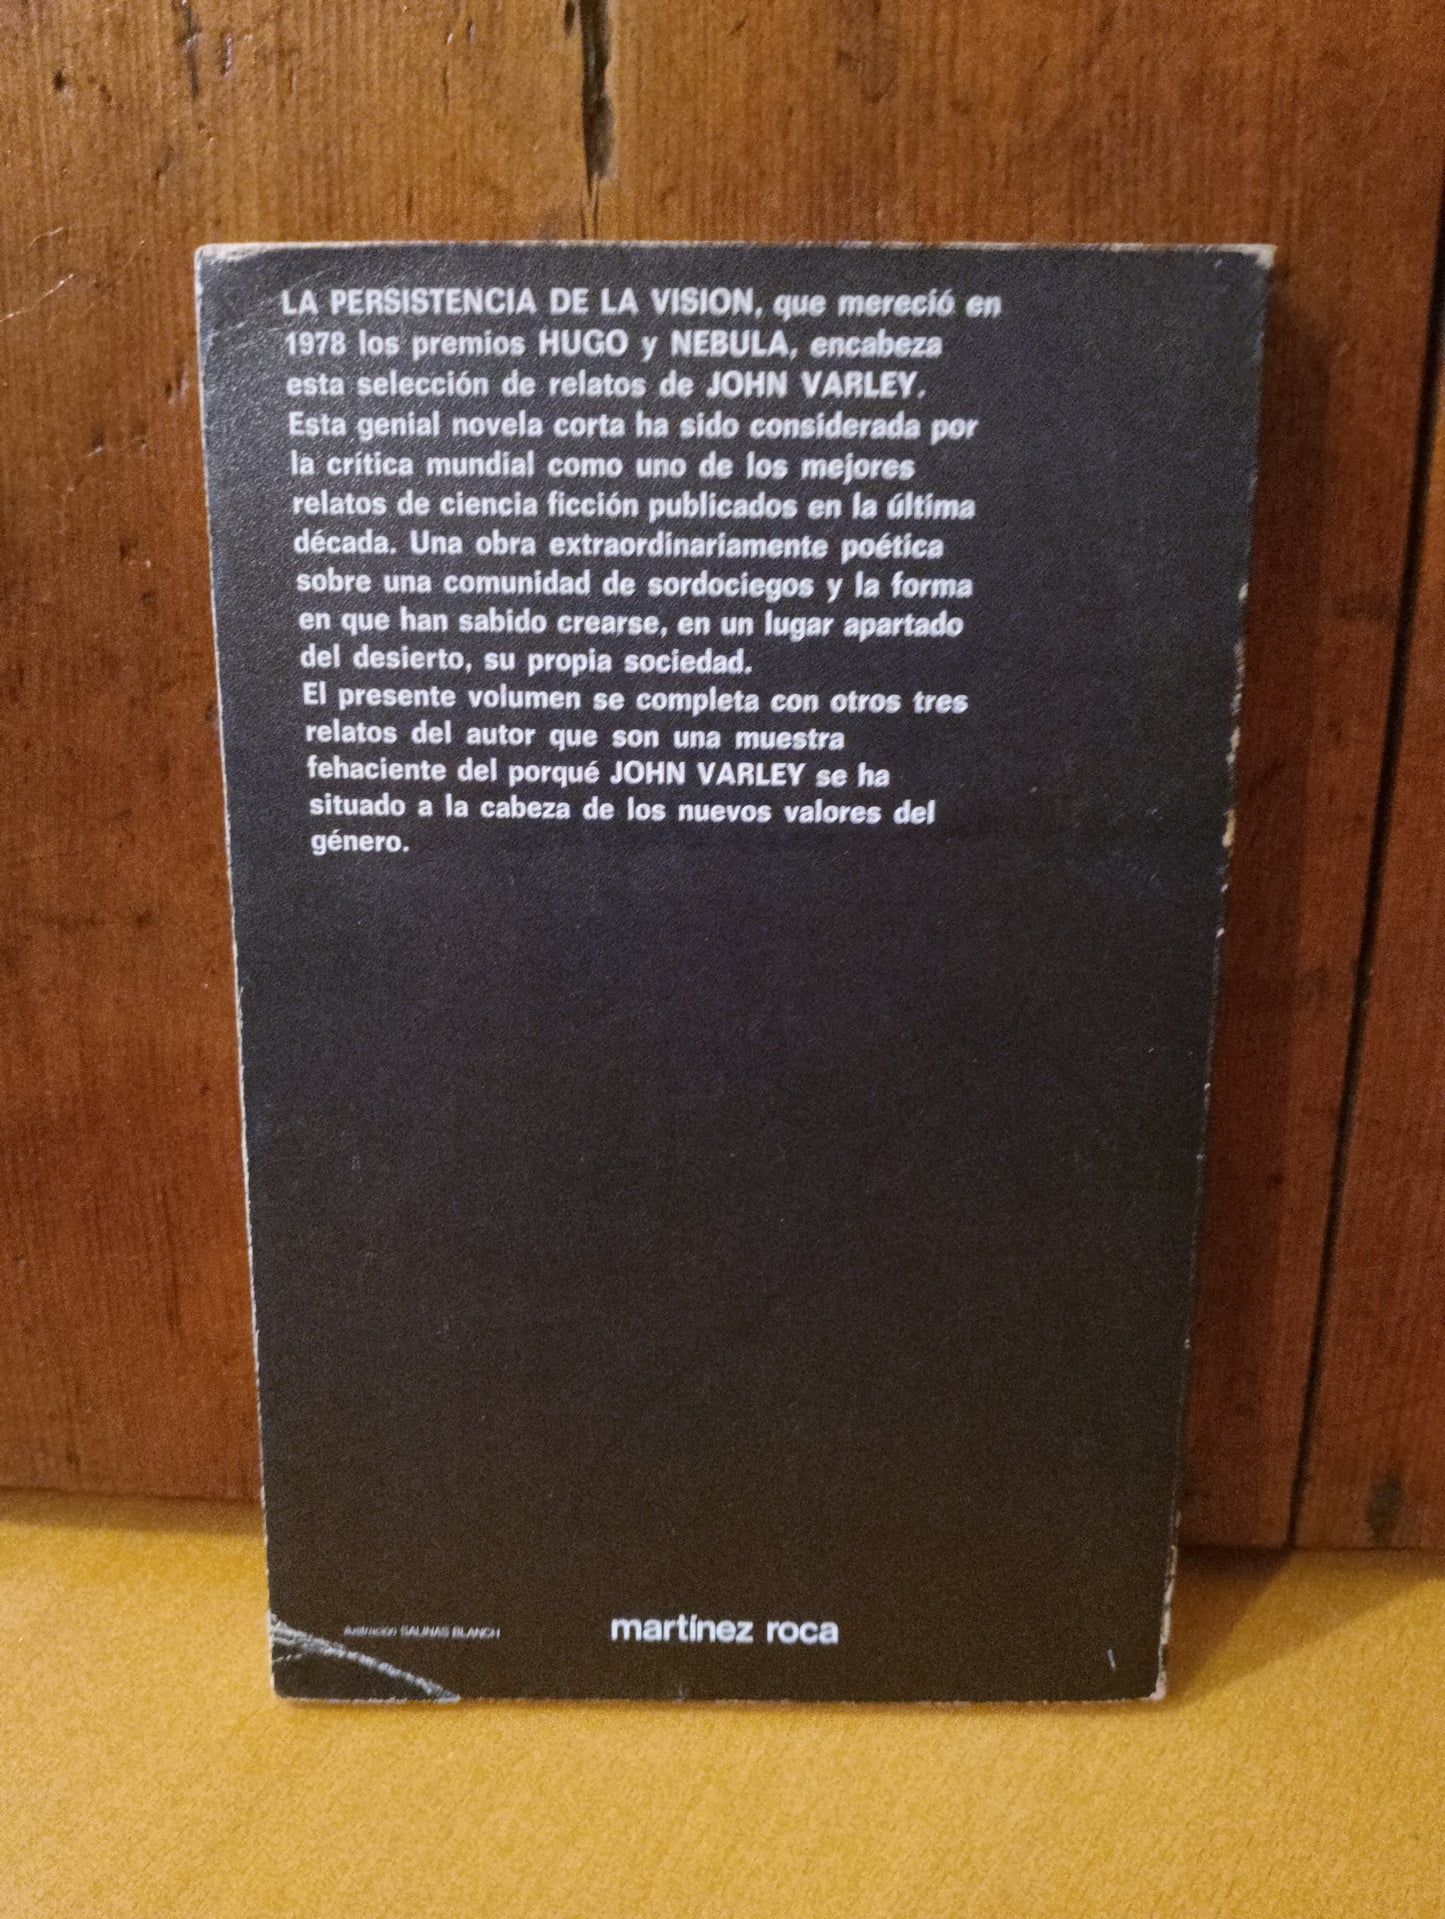 LA PERSISTENCIA DE LA VISION, que mereció en
1978 los premios HUGO y NEBULA, encabeza
esta selección de relatos de JOHN VARLEY.
Esta genial novela corta ha sido considerada por
la crítica mundial como uno de los mejores
relatos de ciencia ficción publicados en la última
década. Una obra extraordinariamente poética
sobre una comunidad de sordociegos y la forma
en que han sabido crearse, en un lugar apartado
del desierto, su propia sociedad.
El presente volumen se completa con otros tres
relatos del autor que son una muestra
fehaciente del porqué JOHN VARLEY se ha
situado a la cabeza de los nuevos valores del
género.
ilustración SALINAS BLANCH
martínez roca